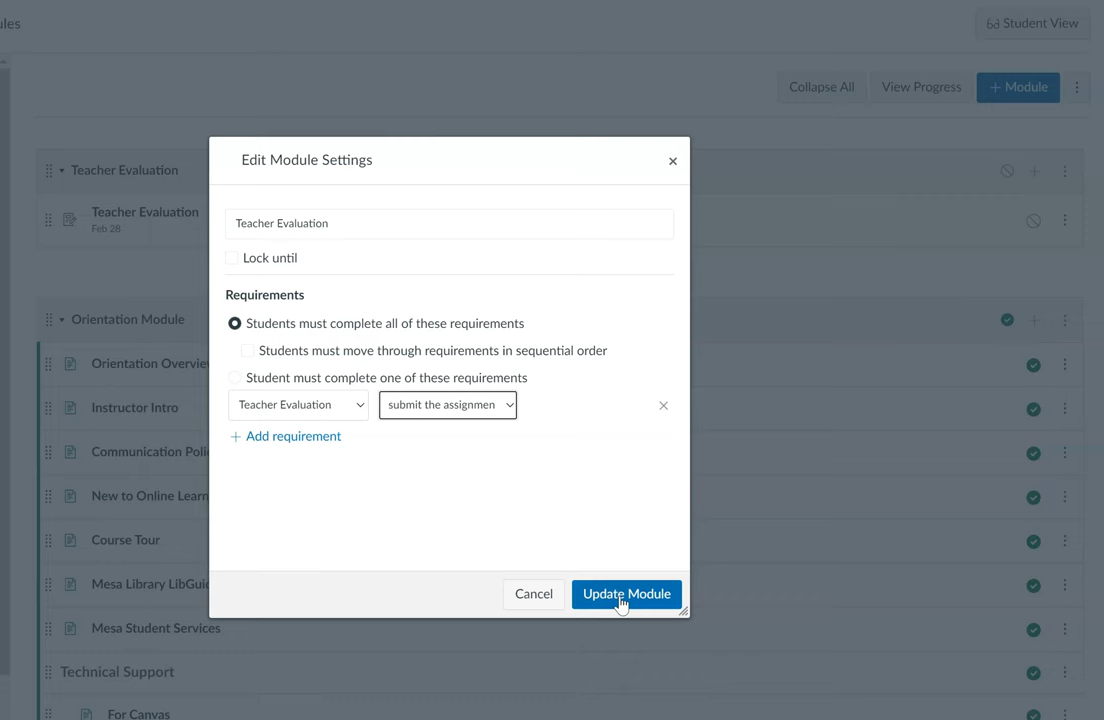 ules
Student View
Collapse All
View Progress
+ Module
Teacher Evaluation
Teacher Evaluation
Feb 28
Edit Module Settings
×
Teacher Evaluation
Lock until
Requirements
Students must complete all of these requirements
Students must move through requirements in sequential order
Student must complete one of these requirements
Teacher Evaluation
submit the assignmen
+ Add requirement
Cancel
Update Module
Orientation Module
Orientation Overvie
Instructor Intro
Communication Poli
New to Online Learn
Course Tour
Mesa Library LibGui
Mesa Student Services
Technical Support
For Canvas